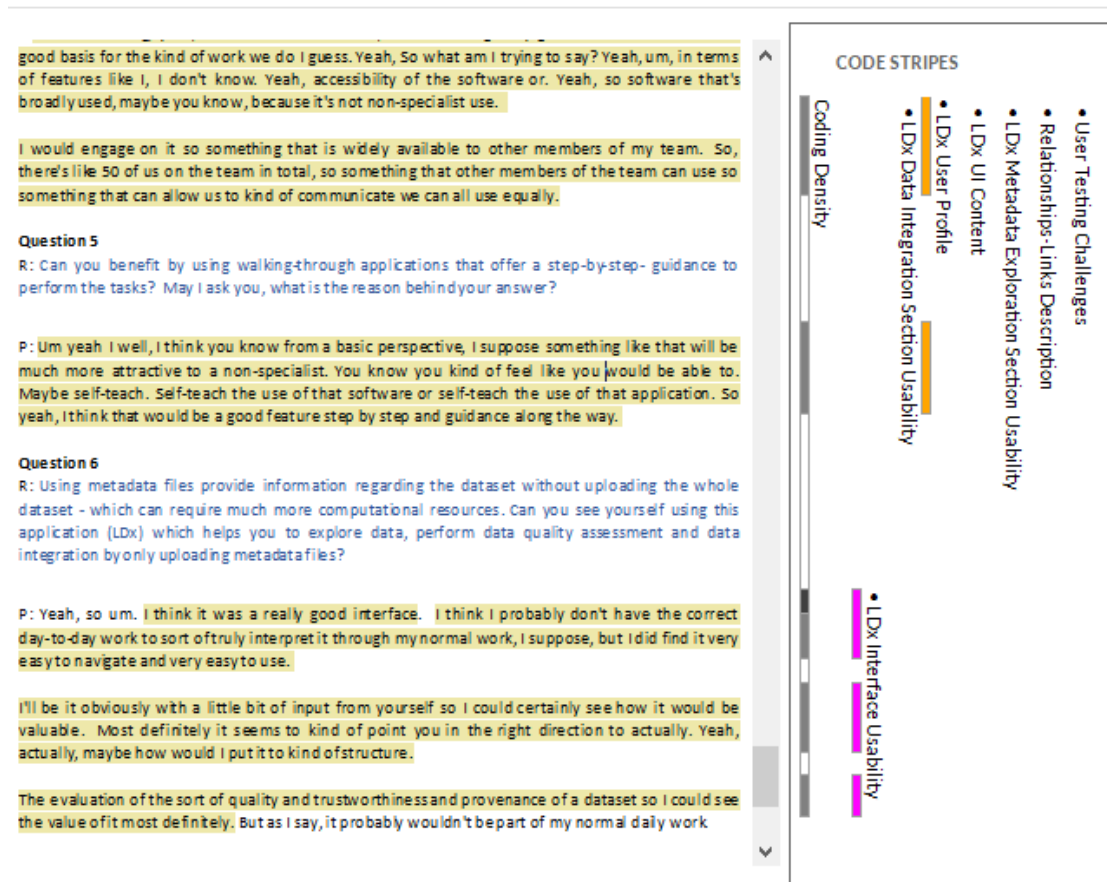 good basis for the kind of work we do I guess. Yeah, So what am I trying to say? Yeah, um, in terms
of features like I, I don't know. Yeah, accessibility of the software or. Yeah, so software that's
broadly used, maybe you know, because it's not non-specialist use.
I would engage on it so something that is widely available to other members of my team. So,
there's like 50 of us on the team in total, so something that other members of the team can use so
something that can allow us to kind of communicate we can all use equally.
Question 5
R: Can you benefit by using walking-through applications that offer a step-by-step- guidance to
perform the tasks? May I ask you, what is the reason behind your answer?
P: Um yeah I well, I think you know from a basic perspective, I suppose something like that will be
much more attractive to a non-specialist. You know you kind of feel like you would be able to.
Maybe self-teach. Self-teach the use of that software or self-teach the use of that application. So
yeah, I think that would be a good feature step by step and guidance along the way.
Question 6
R: Using metadata files provide information regarding the dataset without uploading the whole
dataset - which can require much more computational resources. Can you see yourself using this
application (LDx) which helps you to explore data, perform data quality assessment and data
integration by only uploading metadata files?
P: Yeah, so um. I think it was a really good interface. I think I probably don't have the correct
day-to-day work to sort of truly interpret it through my normal work, I suppose, but I did find it very
easy to navigate and very easy to use.
I'll be it obviously with a little bit of input from yourself so I could certainly see how it would be
valuable. Most definitely it seems to kind of point you in the right direction to actually. Yeah,
actually, maybe how would I put it to kind of structure.
The evaluation of the sort of quality and trustworthiness and provenance of a dataset so I could see
the value of it most definitely. But as I say, it probably wouldn't be part of my normal daily work
CODE STRIPES
Coding Density
• LDx Interface Usability
• LDx Data Integration Section Usability
• LDx User Profile
• LDx UI Content
• LDx Metadata Exploration Section Usability
• Relationships-Links Description
• User Testing Challenges